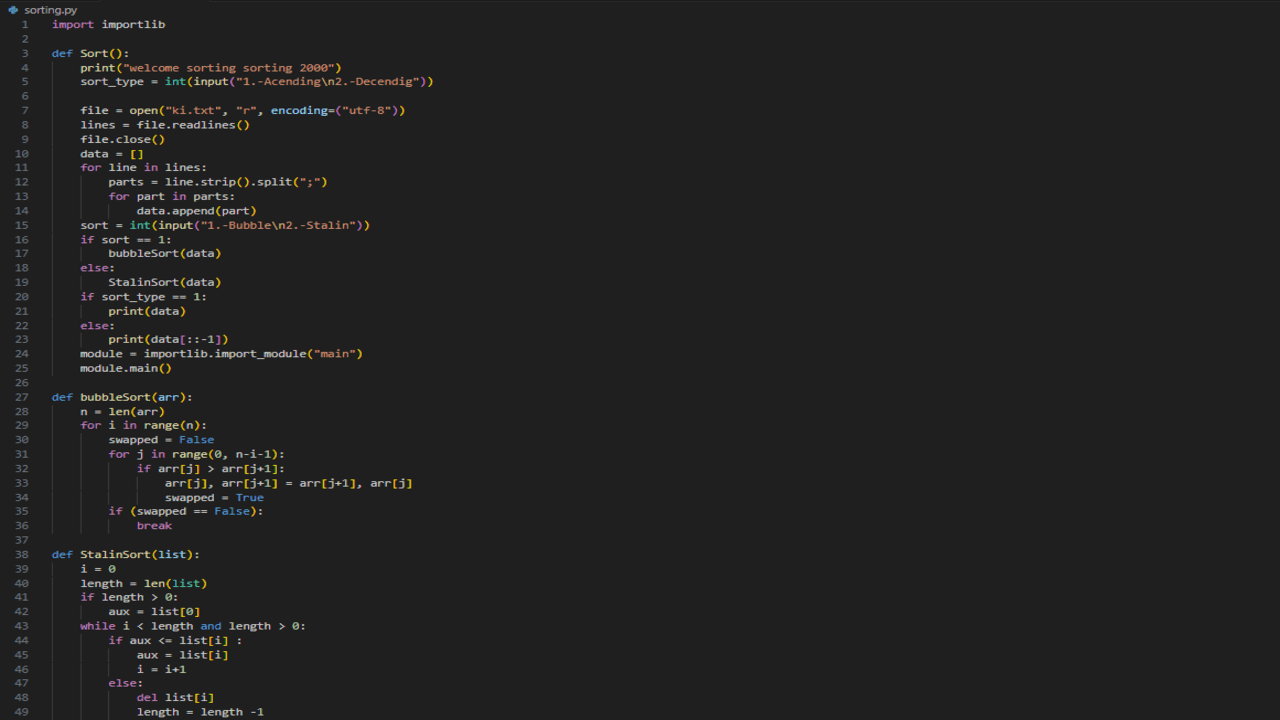 sorting.py
1 import importlib
2
3 def Sort():
4     print("welcome sorting sorting 2000")
5     sort_type = int(input("1.-Acending\n2.-Decendig"))
6
7     file = open("ki.txt", "r", encoding=("utf-8"))
8     lines = file.readlines()
9     file.close()
10     data = []
11     for line in lines:
12         parts = line.strip().split(";")
13         for part in parts:
14             data.append(part)
15     sort = int(input("1.-Bubble\n2.-Stalin"))
16     if sort == 1:
17         bubbleSort(data)
18     else:
19         StalinSort(data)
20     if sort_type == 1:
21         print(data)
22     else:
23         print(data[::-1])
24     module = importlib.import_module("main")
25     module.main()
26
27 def bubbleSort(arr):
28     n = len(arr)
29     for i in range(n):
30         swapped = False
31         for j in range(0, n-i-1):
32             if arr[j] > arr[j+1]:
33                 arr[j], arr[j+1] = arr[j+1], arr[j]
34                 swapped = True
35         if (swapped == False):
36             break
37
38 def StalinSort(list):
39     i = 0
40     length = len(list)
41     if length > 0:
42         aux = list[0]
43     while i < length and length > 0:
44         if aux <= list[i] :
45             aux = list[i]
46             i = i+1
47         else:
48             del list[i]
49             length = length -1